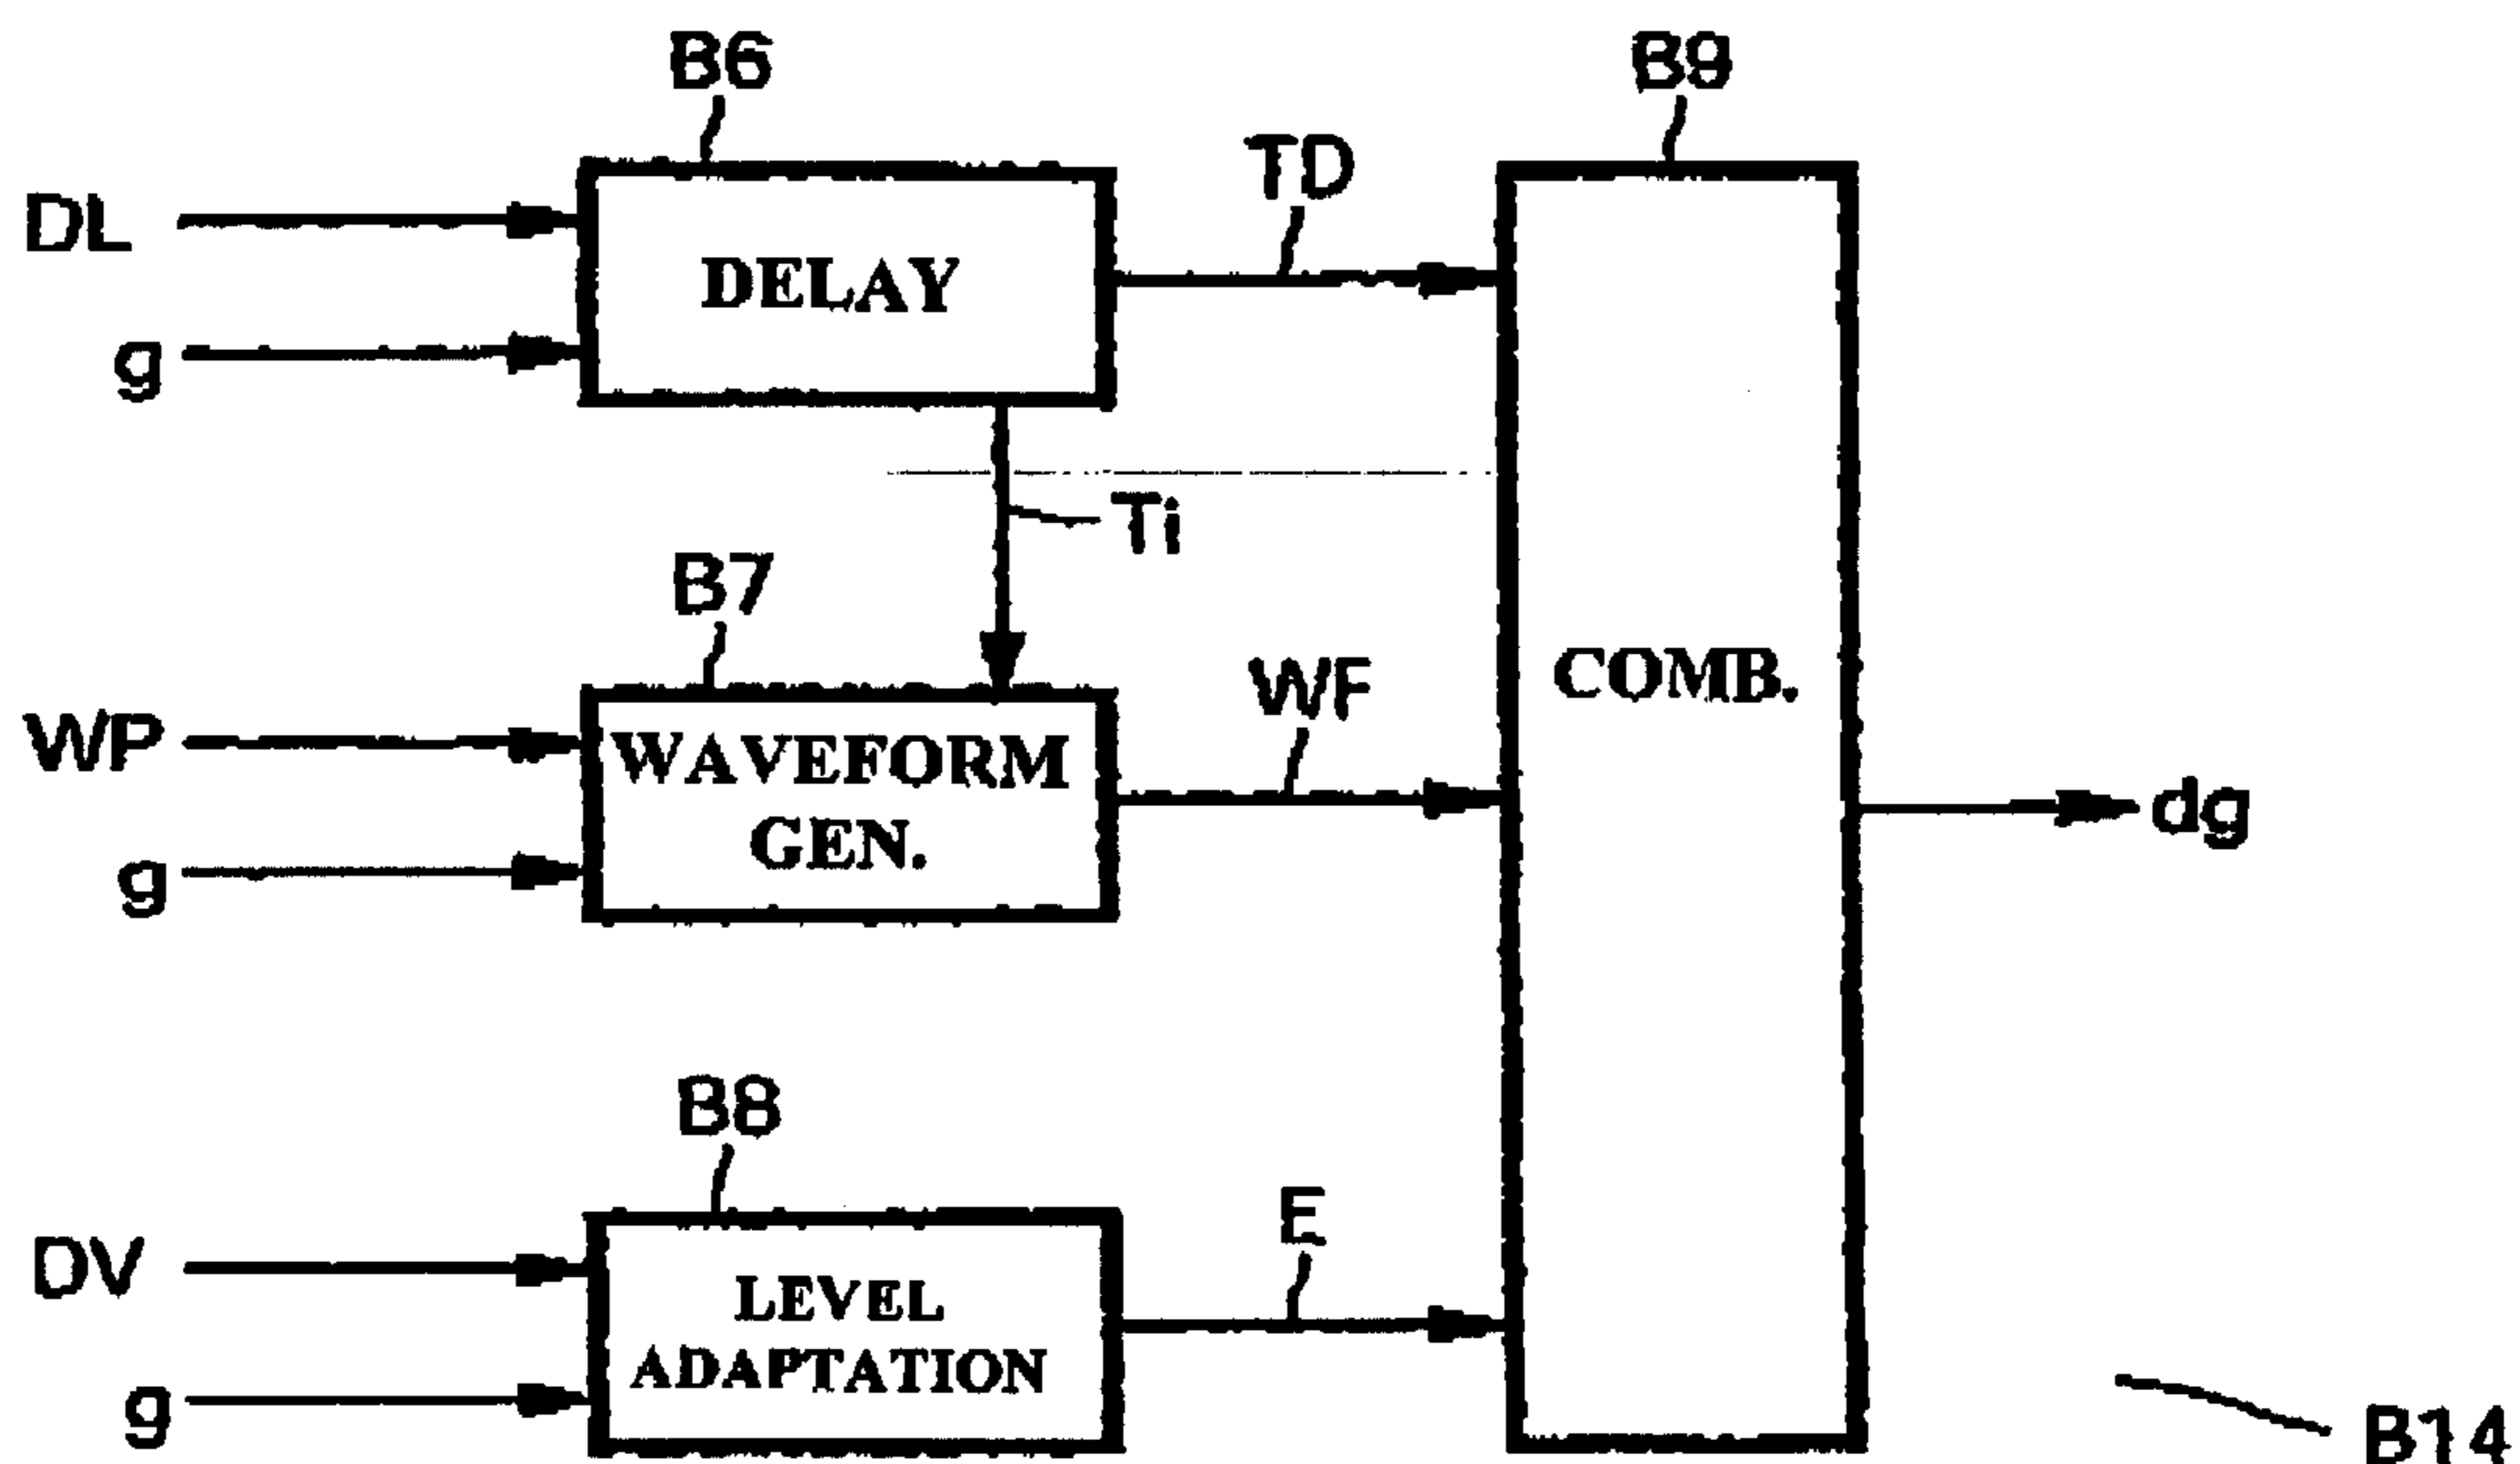 B6
B9
TD
DL
DELAY
g
Ti
B7
WF
COMB.
WP
WAVEFORM
GEN.
dg
g
B8
E
DV
LEVEL
ADAPTATION
g
B14